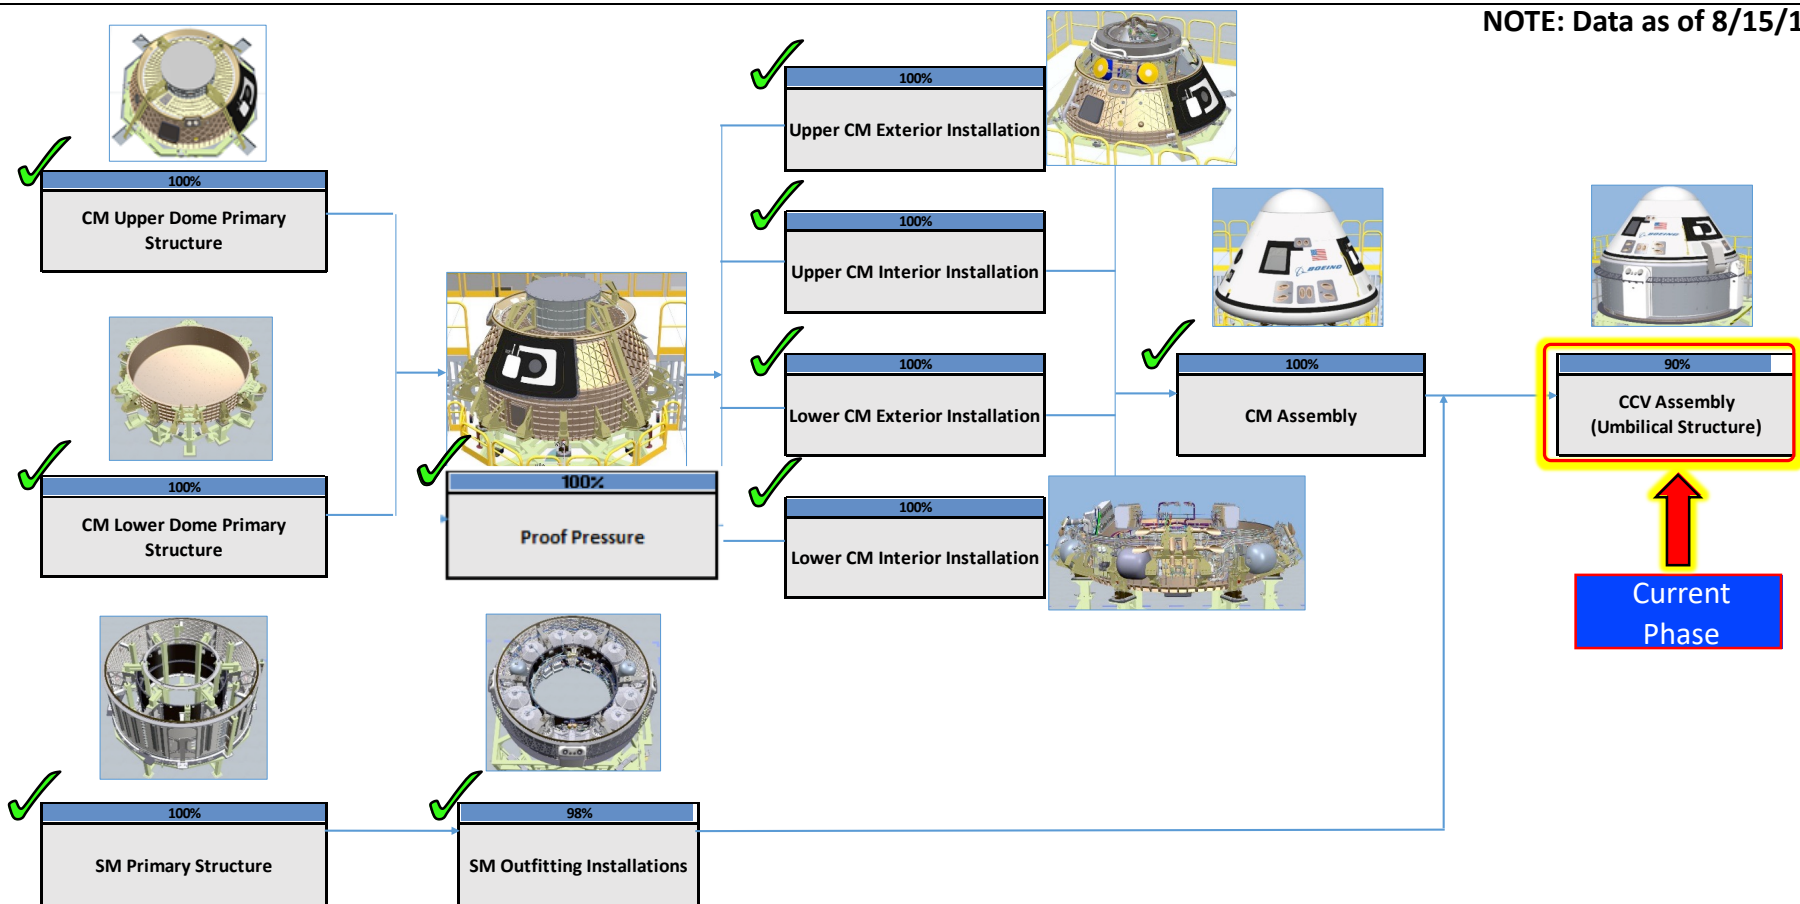 NOTE: Data as of 8/15/1
100%
Upper CM Exterior Installation
100%
CM Upper Dome Primary
Structure
100%
Upper CM Interior Installation
BOEING
BOEING
100%
Lower CM Exterior Installation
100%
CM Assembly
90%
CCV Assembly
(Umbilical Structure)
100%
CM Lower Dome Primary
Structure
100%
Proof Pressure
100%
Lower CM Interior Installation
Current
Phase
100%
SM Primary Structure
98%
SM Outfitting Installations